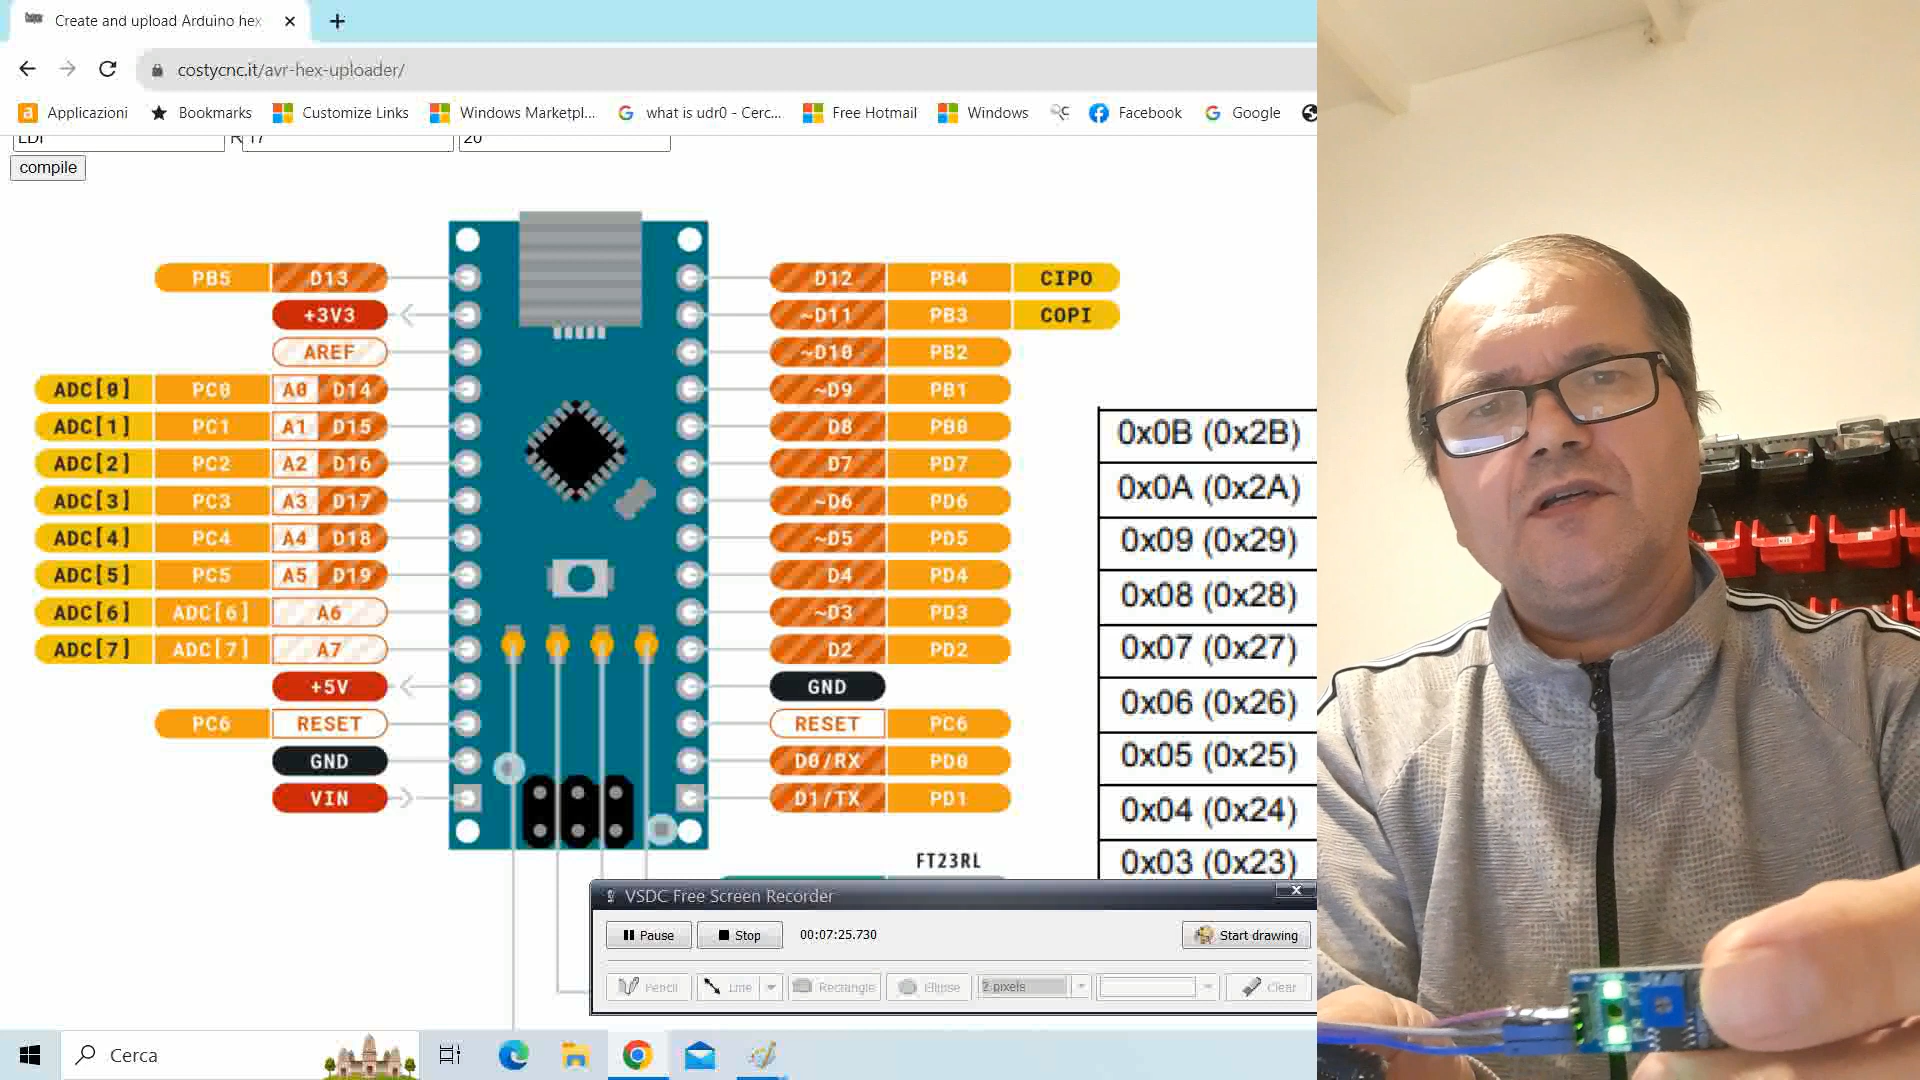 Create and upload Arduino hex
costycnc.it/avr-hex-uploader/
Applicazioni
Bookmarks
Customize Links
Windows Marketpl...
what is udr0 - Cerc...
Free Hotmail
Windows
Facebook
Google
LDI R 17 20
compile
PB5 D13
D12 PB4 CIPO
+3V3
~D11 PB3 COPI
AREF
~D10 PB2
ADC[0] PC0 A0 D14
~D9 PB1
ADC[1] PC1 A1 D15
D8 PB0
ADC[2] PC2 A2 D16
D7 PD7
ADC[3] PC3 A3 D17
~D6 PD6
ADC[4] PC4 A4 D18
~D5 PD5
ADC[5] PC5 A5 D19
D4 PD4
ADC[6] ADC[6] A6
~D3 PD3
ADC[7] ADC[7] A7
D2 PD2
+5V
GND
PC6 RESET
RESET PC6
GND
D0/RX PD0
VIN
D1/TX PD1
FT23RL
0x0B (0x2B)
0x0A (0x2A)
0x09 (0x29)
0x08 (0x28)
0x07 (0x27)
0x06 (0x26)
0x05 (0x25)
0x04 (0x24)
0x03 (0x23)
VSDC Free Screen Recorder
Pause
Stop
00:07:25.730
Start drawing
Pencil
Line
Rectangle
Ellipse
2 pixels
Clear
Cerca